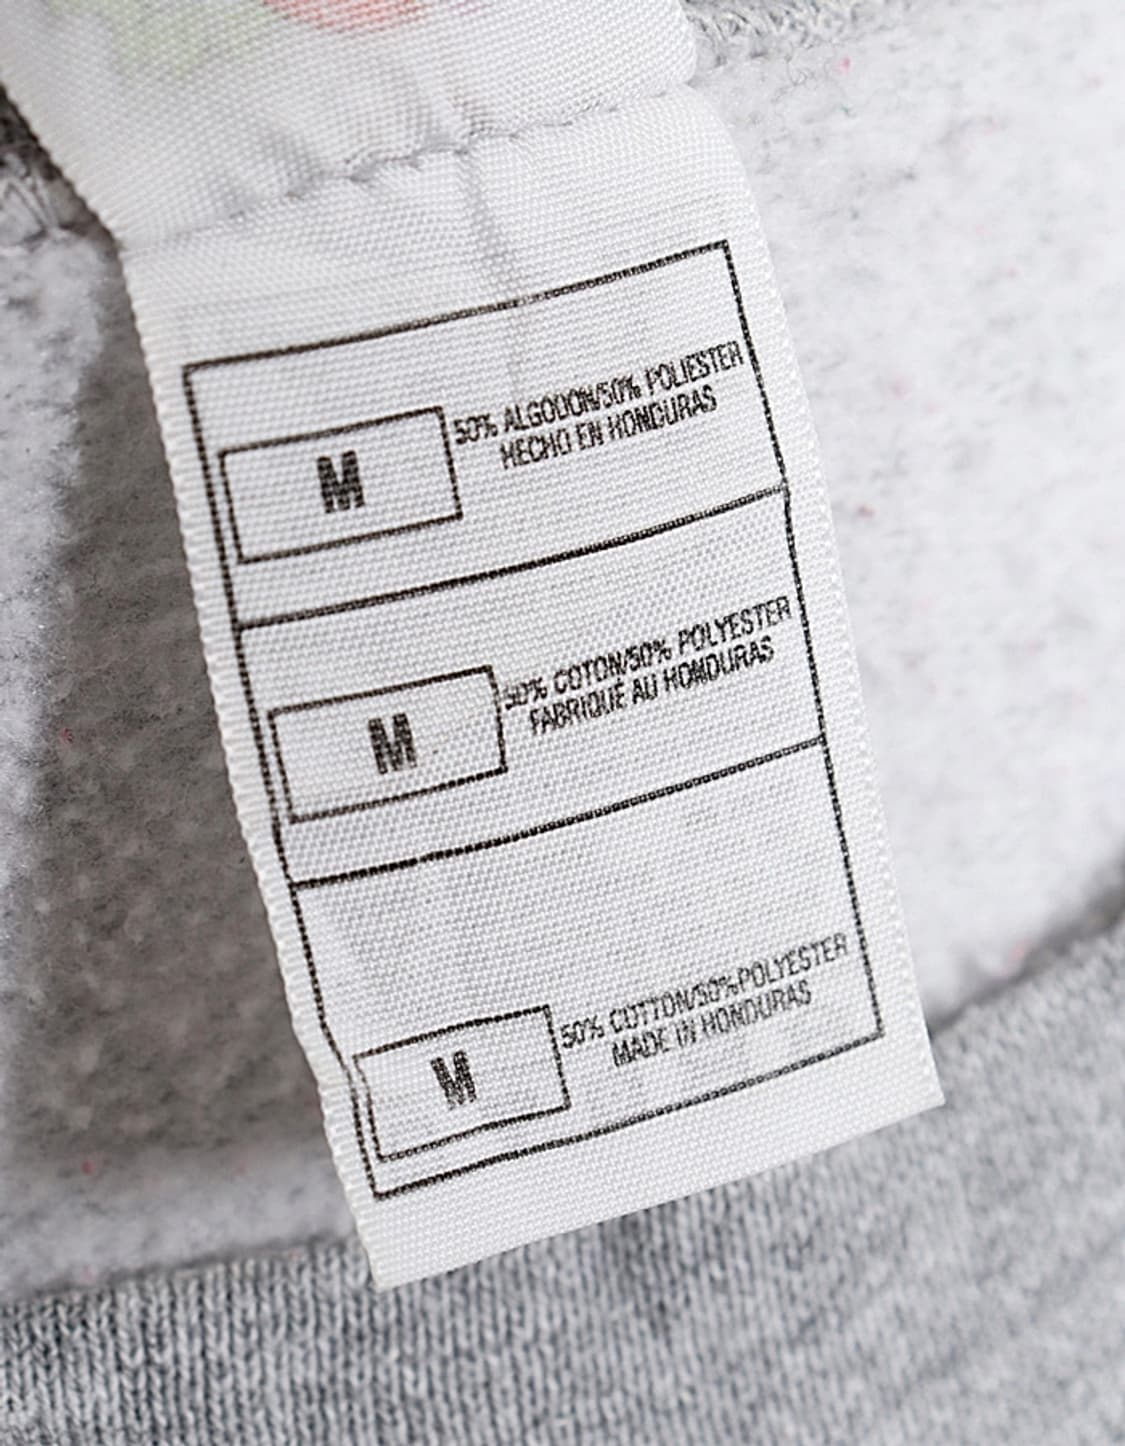 50% ALGODON/50% POLIESTER
HECHO EN HONDURAS
M
50% COTON/50% POLYESTER
FABRIQUÉ AU HONDURAS
M
50% COTTON/50%POLYESTER
MADE IN HONDURAS
M